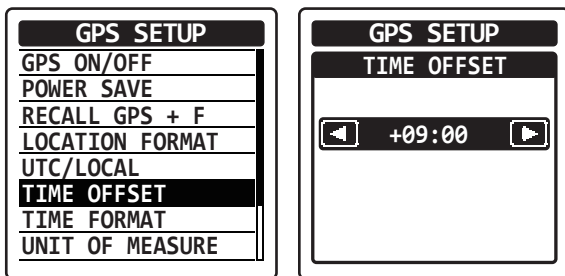 GPS SETUP
GPS ON/OFF
POWER SAVE
RECALL GPS + F
LOCATION FORMAT
UTC/LOCAL
TIME OFFSET
TIME FORMAT
UNIT OF MEASURE
GPS SETUP
TIME OFFSET
+09:00